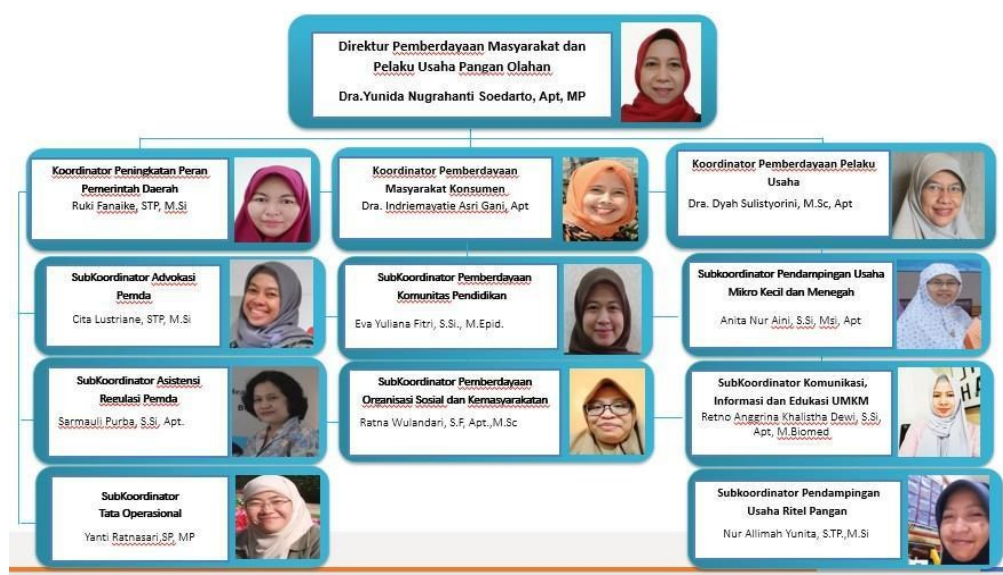 Direktur Pemberdayaan Masyarakat dan
Pelaku Usaha Pangan Olahan
Dra.Yunida Nugrahanti Soedarto, Apt, MP
Koordinator Peningkatan Peran
Pemerintah Daerah
Ruki Fanaike, STP, M.Si
Koordinator Pemberdayaan
Masyarakat Konsumen
Dra. Indriemayatie Asri Gani, Apt
Koordinator Pemberdayaan Pelaku
Usaha
Dra. Dyah Sulistyorini, M.Sc, Apt
SubKoordinator Advokasi
Pemda
Cita Lustriane, STP, M.Si
SubKoordinator Pemberdayaan
Komunitas Pendidikan
Eva Yuliana Fitri, S.Si., M.Epid.
Subkoordinator Pendampingan Usaha
Mikro Kecil dan Menegah
Anita Nur Aini, S.Si, Msi, Apt
SubKoordinator Asistensi
Regulasi Pemda
Sarmauli Purba, S.Si, Apt.
SubKoordinator Pemberdayaan
Organisasi Sosial dan Kemasyarakatan
Ratna Wulandari, S.F, Apt.,M.Sc
SubKoordinator Komunikasi,
Informasi dan Edukasi UMKM
Retno Anggrina Khalistha Dewi, S.Si,
Apt, M.Biomed
SubKoordinator
Tata Operasional
Yanti Ratnasari,SP, MP
Subkoordinator Pendampingan
Usaha Ritel Pangan
Nur Allimah Yunita, S.TP.,M.Si